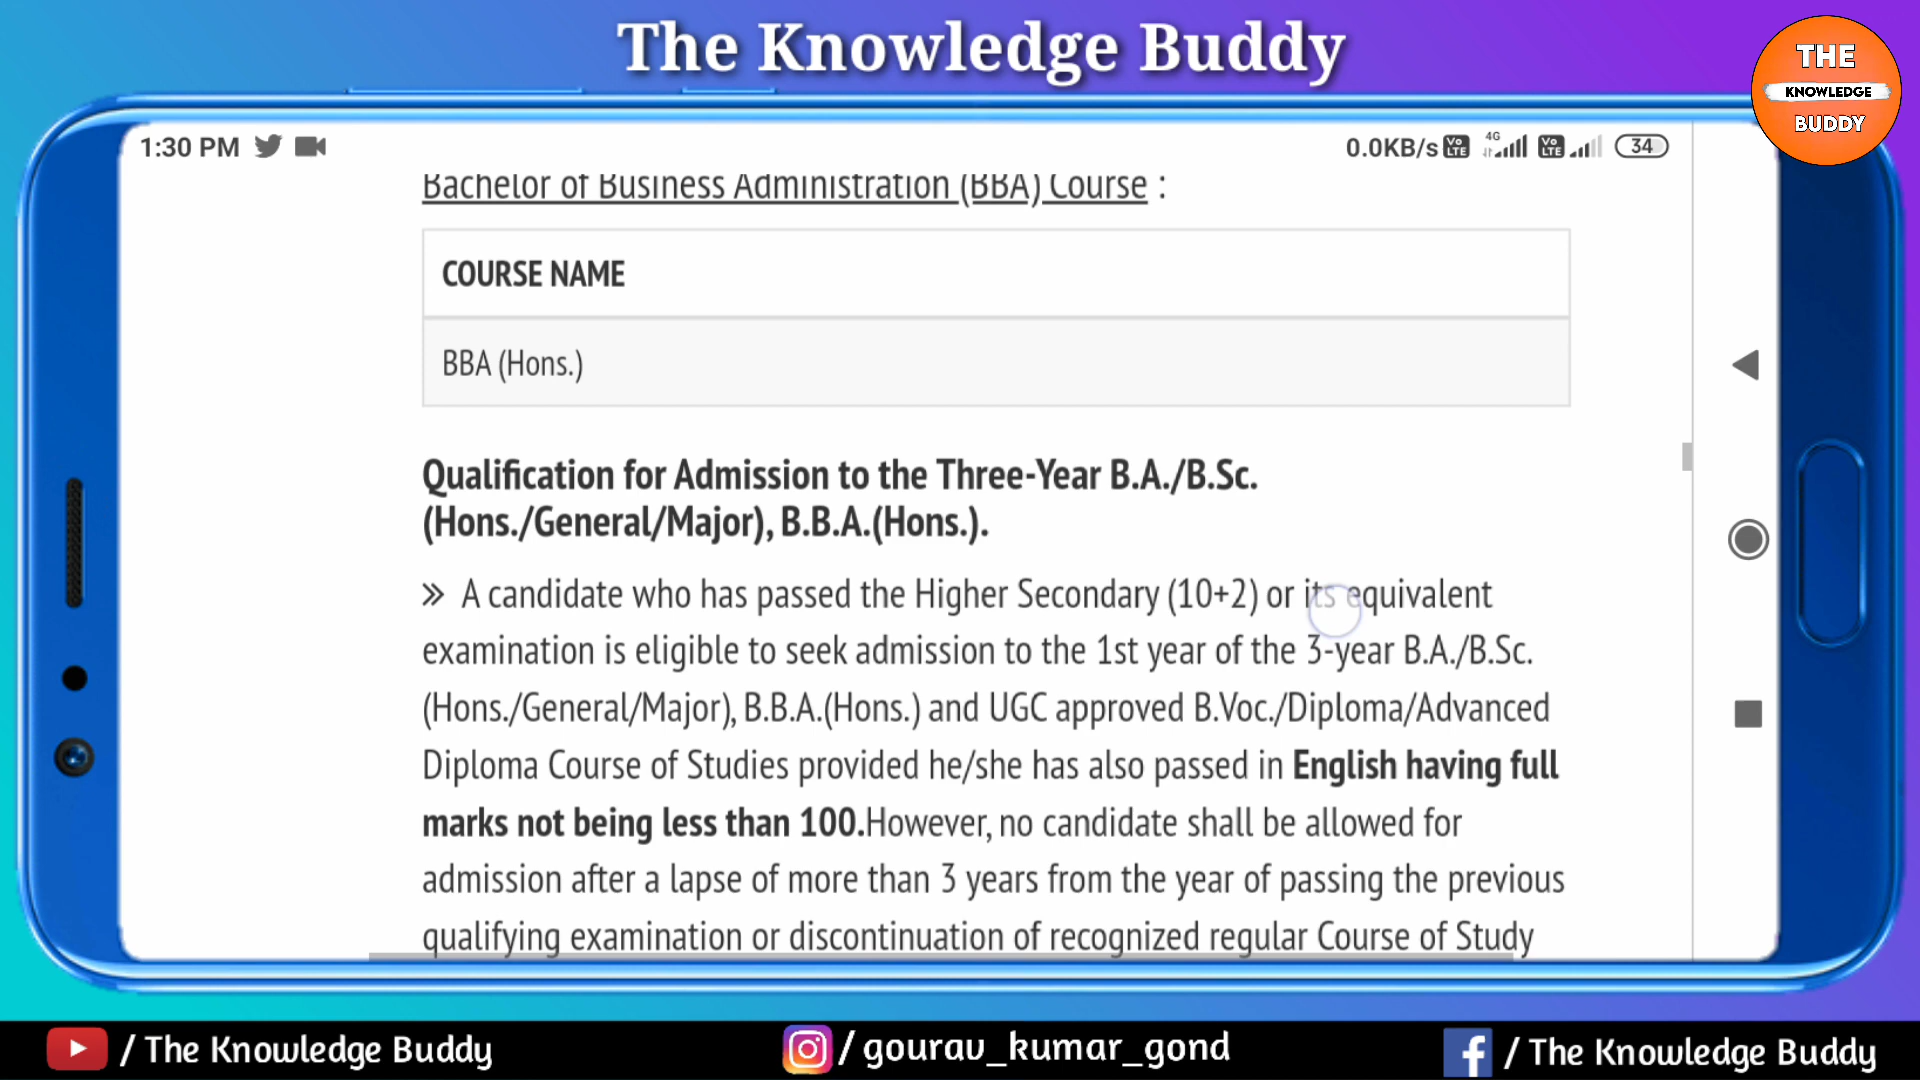 The Knowledge Buddy
THE
KNOWLEDGE
BUDDY
1:30 PM
0.0KB/s Vo LTE 4G Vo LTE 34
Bachelor of Business Administration (BBA) Course :
COURSE NAME
BBA (Hons.)
Qualification for Admission to the Three-Year B.A./B.Sc.
(Hons./General/Major), B.B.A.(Hons.).
» A candidate who has passed the Higher Secondary (10+2) or its equivalent
examination is eligible to seek admission to the 1st year of the 3-year B.A./B.Sc.
(Hons./General/Major), B.B.A.(Hons.) and UGC approved B.Voc./Diploma/Advanced
Diploma Course of Studies provided he/she has also passed in English having full
marks not being less than 100.However, no candidate shall be allowed for
admission after a lapse of more than 3 years from the year of passing the previous
qualifying examination or discontinuation of recognized regular Course of Study
/ The Knowledge Buddy
/ gourav_kumar_gond
/ The Knowledge Buddy